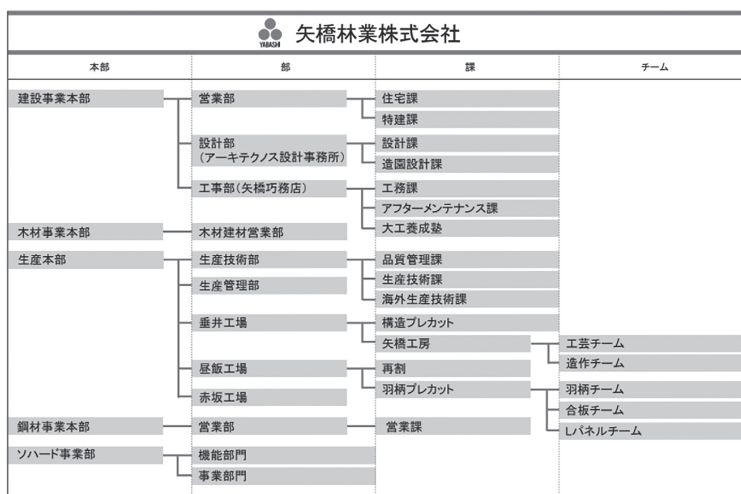 YABASHI
矢橋林業株式会社
本部 部 課 チーム
建設事業本部 営業部 住宅課
特建課
設計部 設計課
(アーキテクノス設計事務所)
造園設計課
工事部(矢橋巧務店) 工務課
アフターメンテナンス課
大工養成塾
木材事業本部 木材建材営業部
生産本部 生産技術部 品質管理課
生産管理部 生産技術課
海外生産技術課
垂井工場 構造プレカット
矢橋工房 工芸チーム
造作チーム
昼飯工場 再割
羽柄プレカット 羽柄チーム
赤坂工場
合板チーム
鋼材事業本部 営業部 営業課 Lパネルチーム
ソハード事業部 機能部門
事業部門